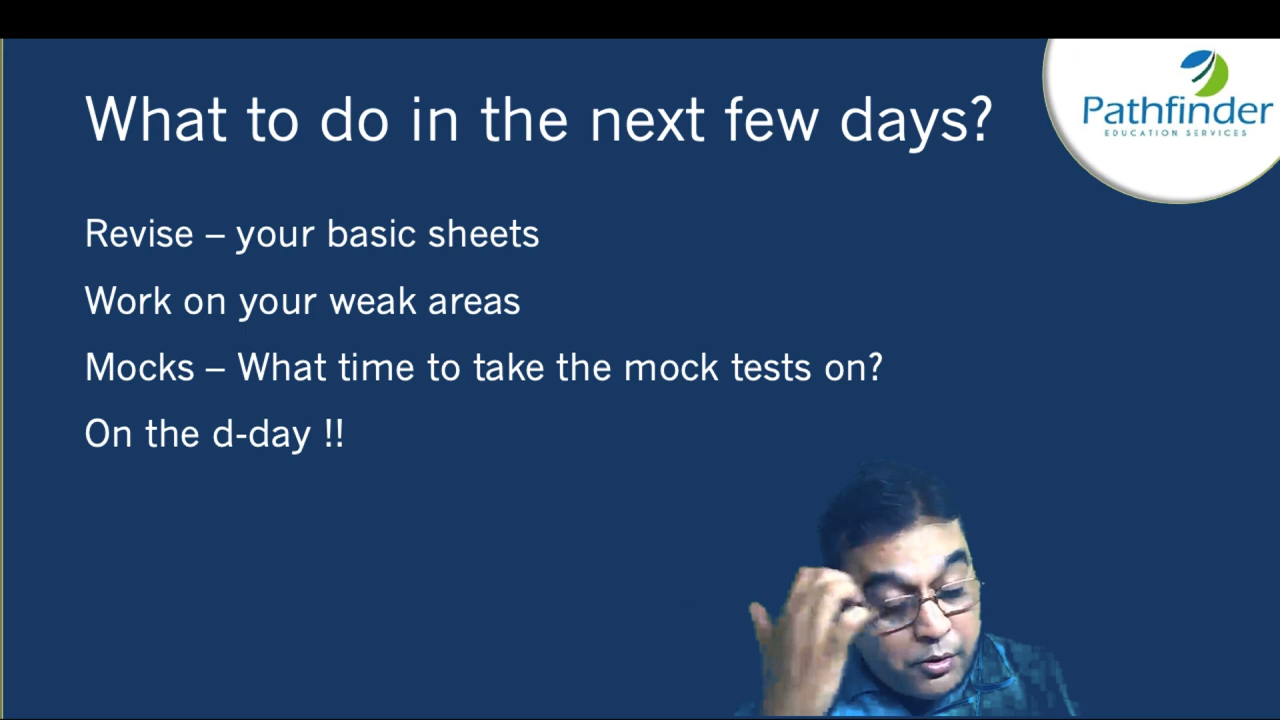 What to do in the next few days?
Pathfinder
EDUCATION SERVICES
Revise – your basic sheets
Work on your weak areas
Mocks – What time to take the mock tests on?
On the d-day !!